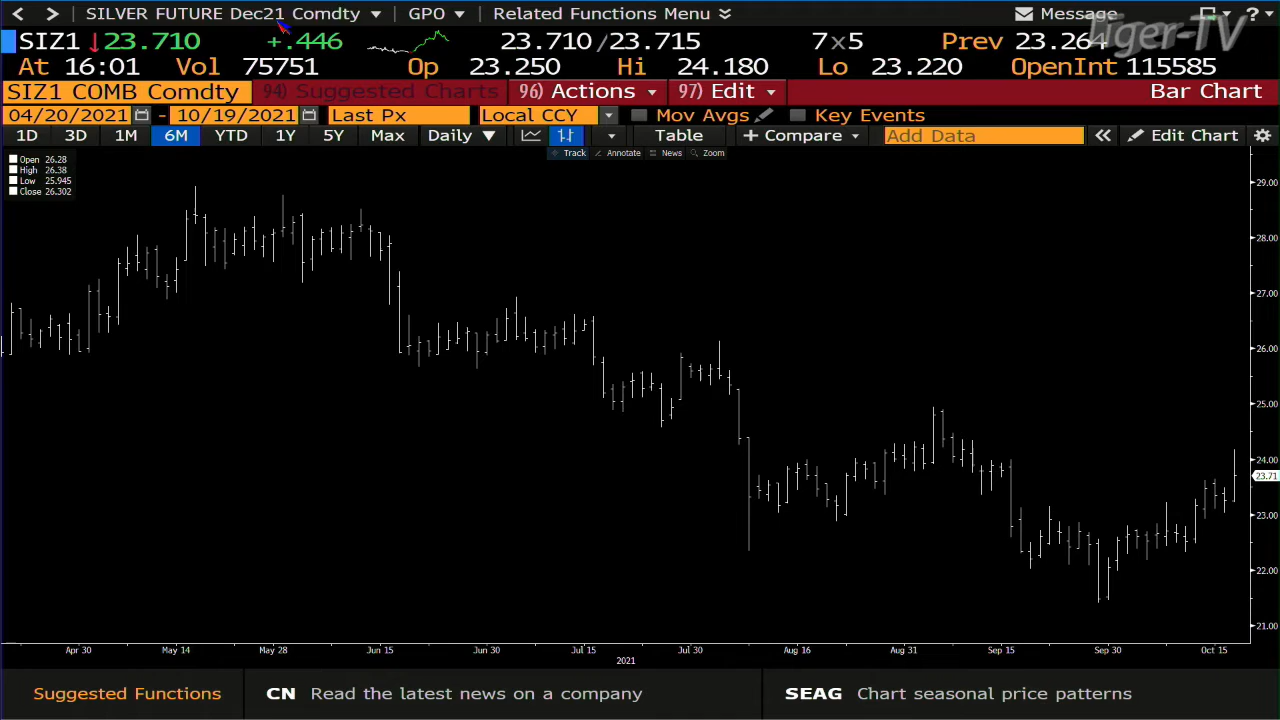 SILVER FUTURE Dec21 Comdty GPO Related Functions Menu Message ?
Tiger-TV
SIZ1 ↓23.710 +.446 23.710/23.715 7x5 Prev 23.264
At 16:01 Vol 75751 Op 23.250 Hi 24.180 Lo 23.220 OpenInt 115585
SIZ1 COMB Comdty 94) Suggested Charts 96) Actions 97) Edit Bar Chart
04/20/2021 - 10/19/2021 Last Px Local CCY Mov Avgs Key Events
1D 3D 1M 6M YTD 1Y 5Y Max Daily ▼ Table + Compare Add Data « Edit Chart
Track Annotate News Zoom
Open 26.28
High 26.38
Low 25.945
Close 26.302
29.00
28.00
27.00
26.00
25.00
24.00
23.71
23.00
22.00
21.00
Apr 30 May 14 May 28 Jun 15 Jun 30 Jul 15 Jul 30 Aug 16 Aug 31 Sep 15 Sep 30 Oct 15
2021
Suggested Functions CN Read the latest news on a company SEAG Chart seasonal price patterns